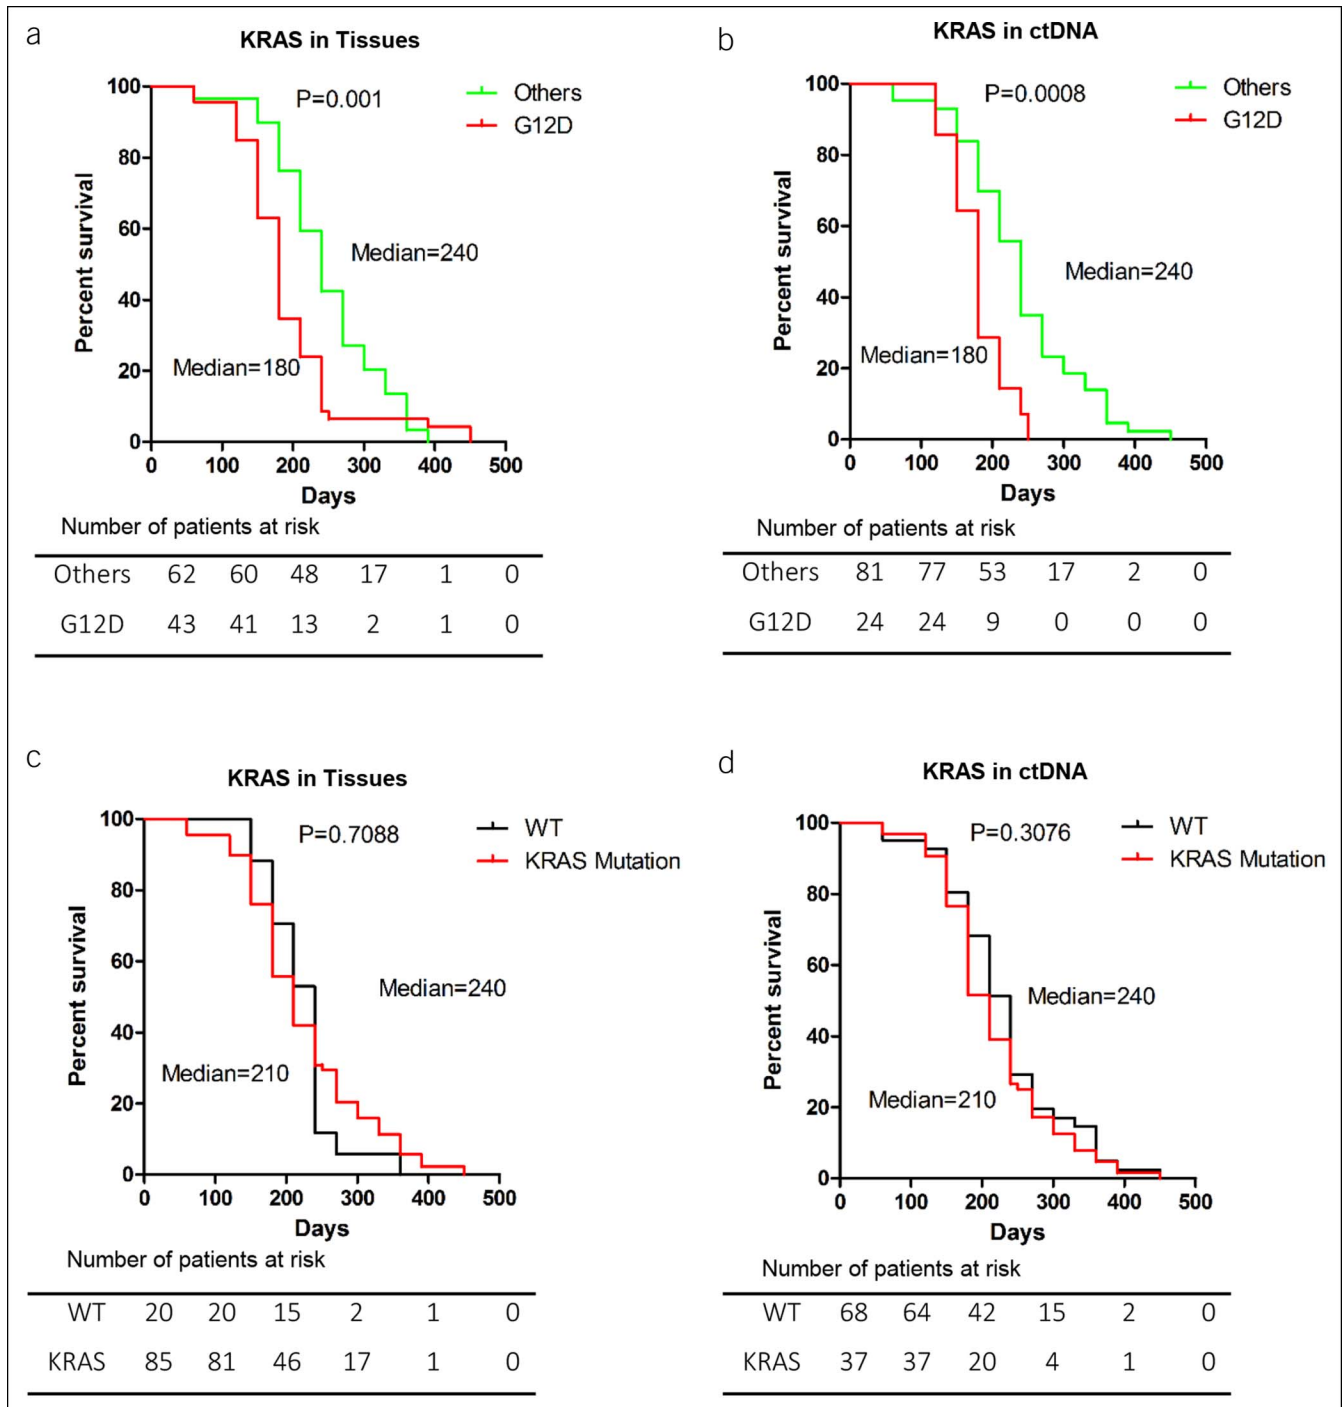 a
KRAS in Tissues
100
80
60
40
20
0
Percent survival
P=0.001
Others
G12D
Median=240
Median=180
0 100 200 300 400 500
Days
Number of patients at risk
Others 62 60 48 17 1 0
G12D 43 41 13 2 1 0
b
KRAS in ctDNA
100
80
60
40
20
0
Percent survival
P=0.0008
Others
G12D
Median=240
Median=180
0 100 200 300 400 500
Days
Number of patients at risk
Others 81 77 53 17 2 0
G12D 24 24 9 0 0 0
c
KRAS in Tissues
100
80
60
40
20
0
Percent survival
P=0.7088
WT
KRAS Mutation
Median=240
Median=210
0 100 200 300 400 500
Days
Number of patients at risk
WT 20 20 15 2 1 0
KRAS 85 81 46 17 1 0
d
KRAS in ctDNA
100
80
60
40
20
0
Percent survival
P=0.3076
WT
KRAS Mutation
Median=240
Median=210
0 100 200 300 400 500
Days
Number of patients at risk
WT 68 64 42 15 2 0
KRAS 37 37 20 4 1 0